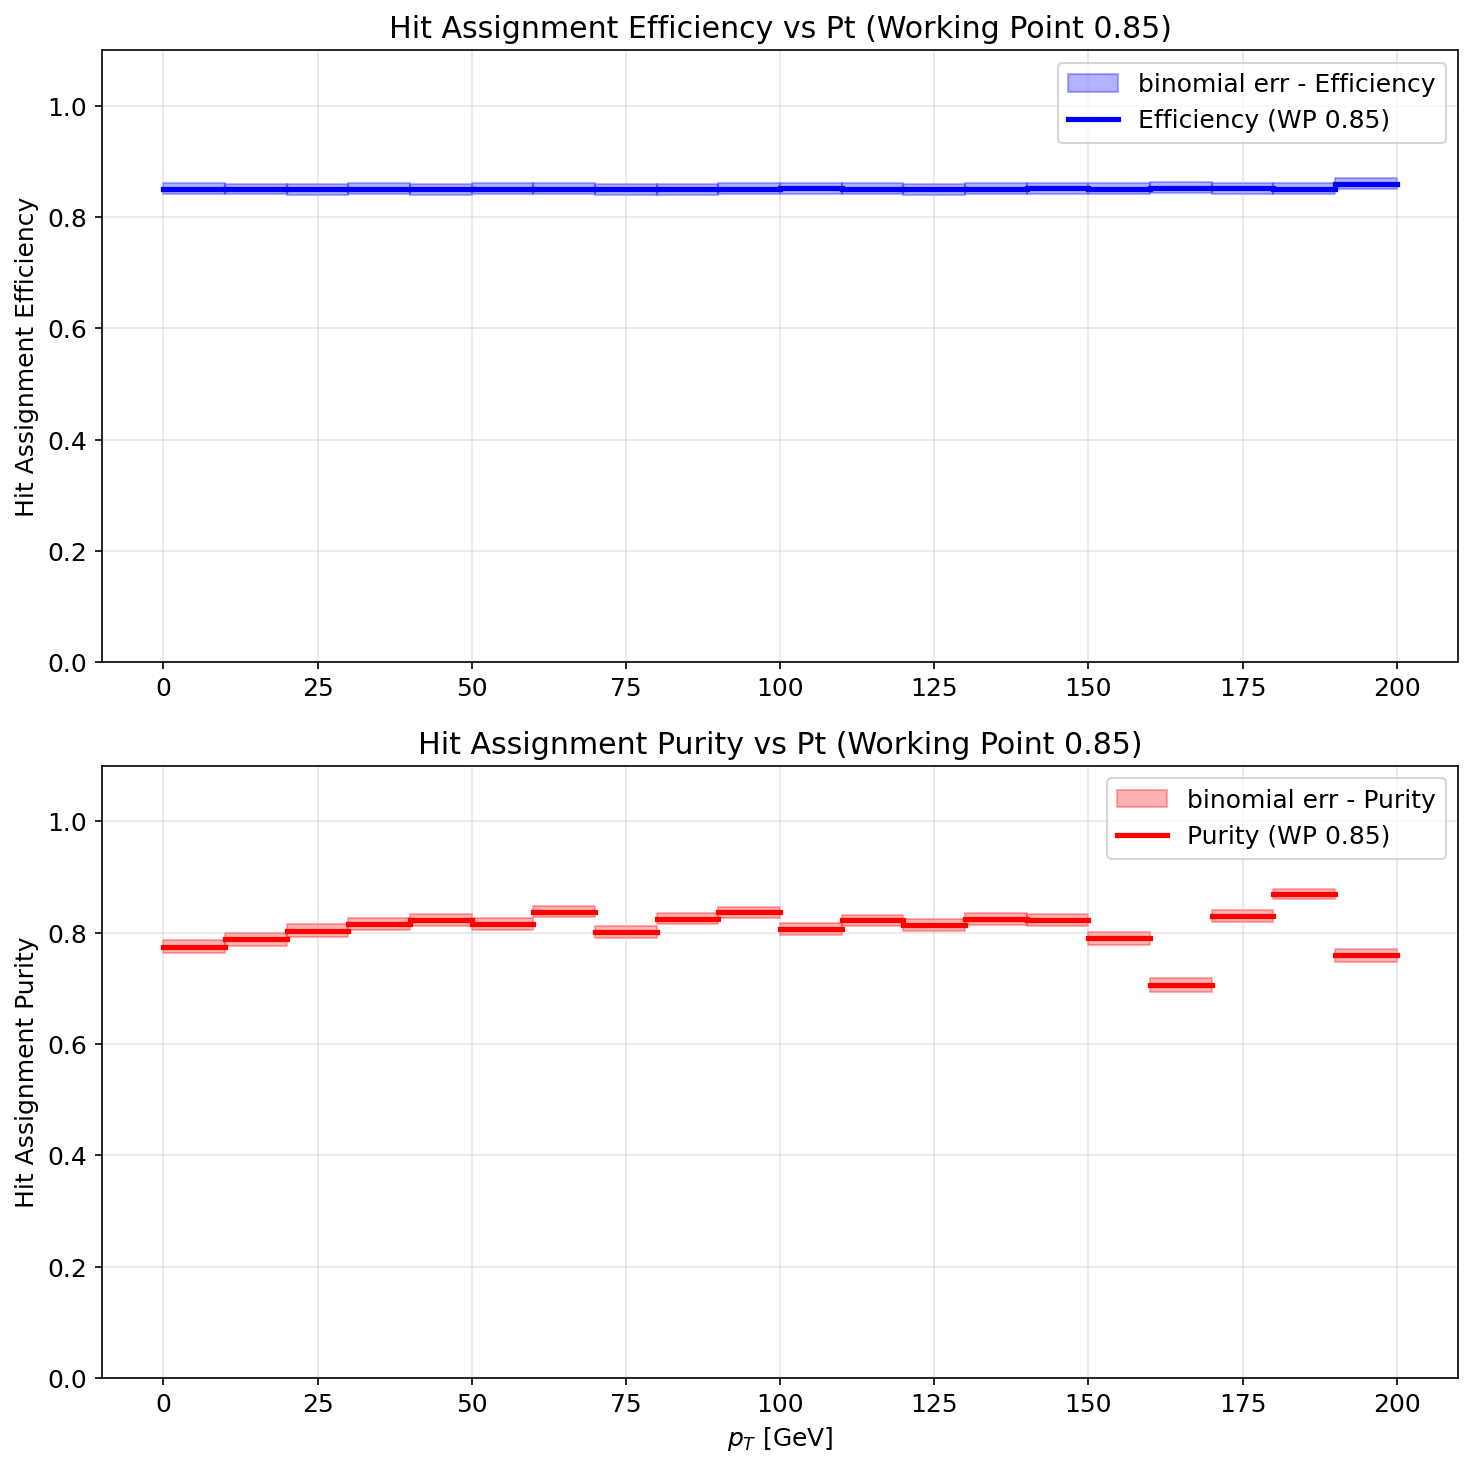 Hit Assignment Efficiency vs Pt (Working Point 0.85)
binomial err - Efficiency
Efficiency (WP 0.85)
Hit Assignment Efficiency
1.0
0.8
0.6
0.4
0.2
0.0
0 25 50 75 100 125 150 175 200
Hit Assignment Purity vs Pt (Working Point 0.85)
binomial err - Purity
Purity (WP 0.85)
Hit Assignment Purity
1.0
0.8
0.6
0.4
0.2
0.0
0 25 50 75 100 125 150 175 200
p_T [GeV]